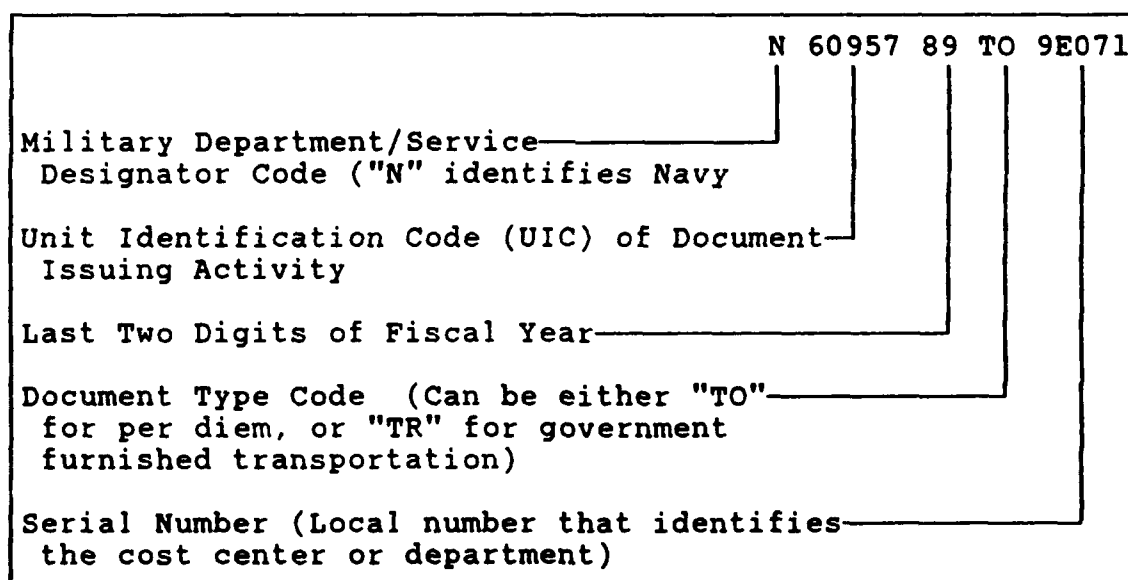 N 60957 89 TO 9E071
Military Department/Service
Designator Code ("N" identifies Navy
Unit Identification Code (UIC) of Document
Issuing Activity
Last Two Digits of Fiscal Year
Document Type Code (Can be either "TO"
for per diem, or "TR" for government
furnished transportation)
Serial Number (Local number that identifies
the cost center or department)